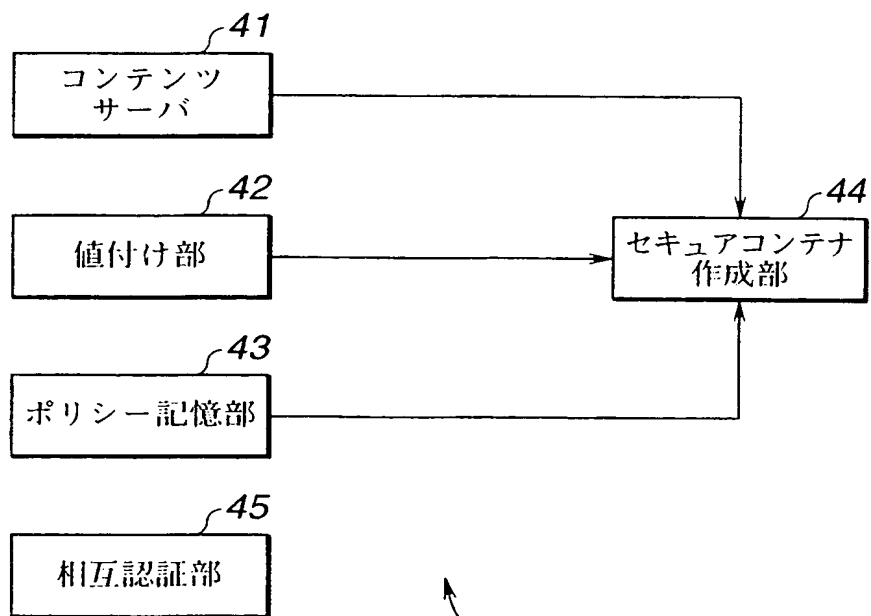 41
コンテンツ
サーバ
42
値付け部
44
セキュアコンテナ
作成部
43
ポリシー記憶部
45
相互認証部